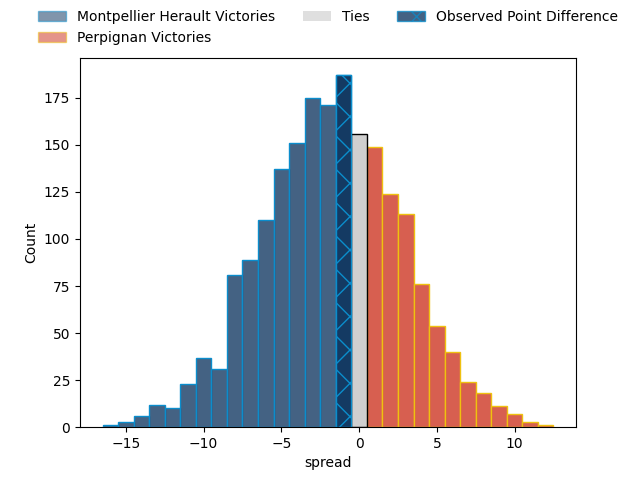 Montpellier Herault Victories
Ties
Observed Point Difference
Perpignan Victories
175
150
125
100
75
50
25
0
Count
−15
−10
−5
0
5
10
spread